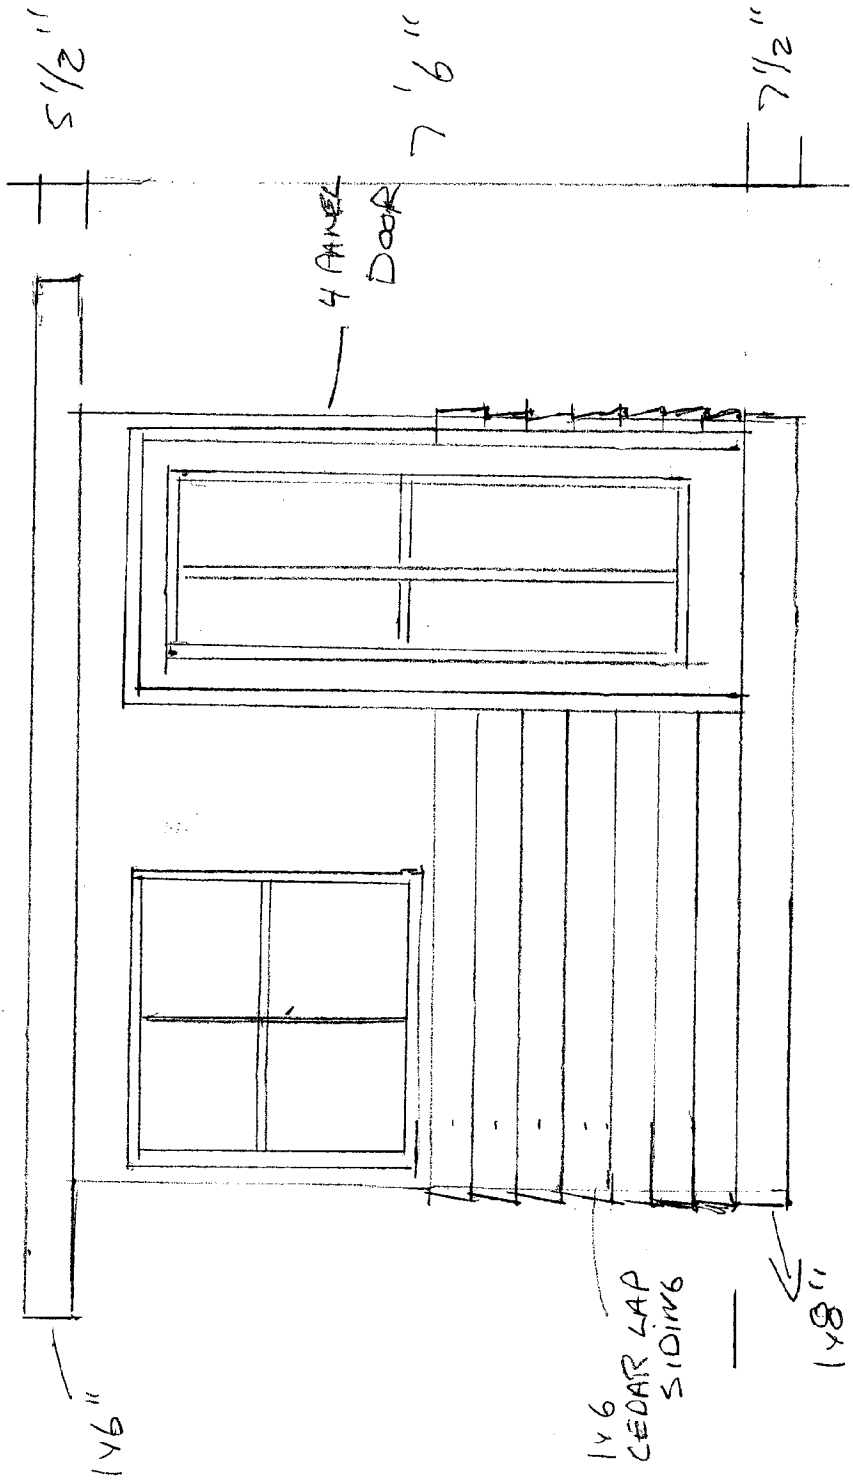 5 1/2"
7'6"
7 1/2"
4 PANEL
DOOR
1x6"
1x6
CEDAR LAP
SIDING
1x8"